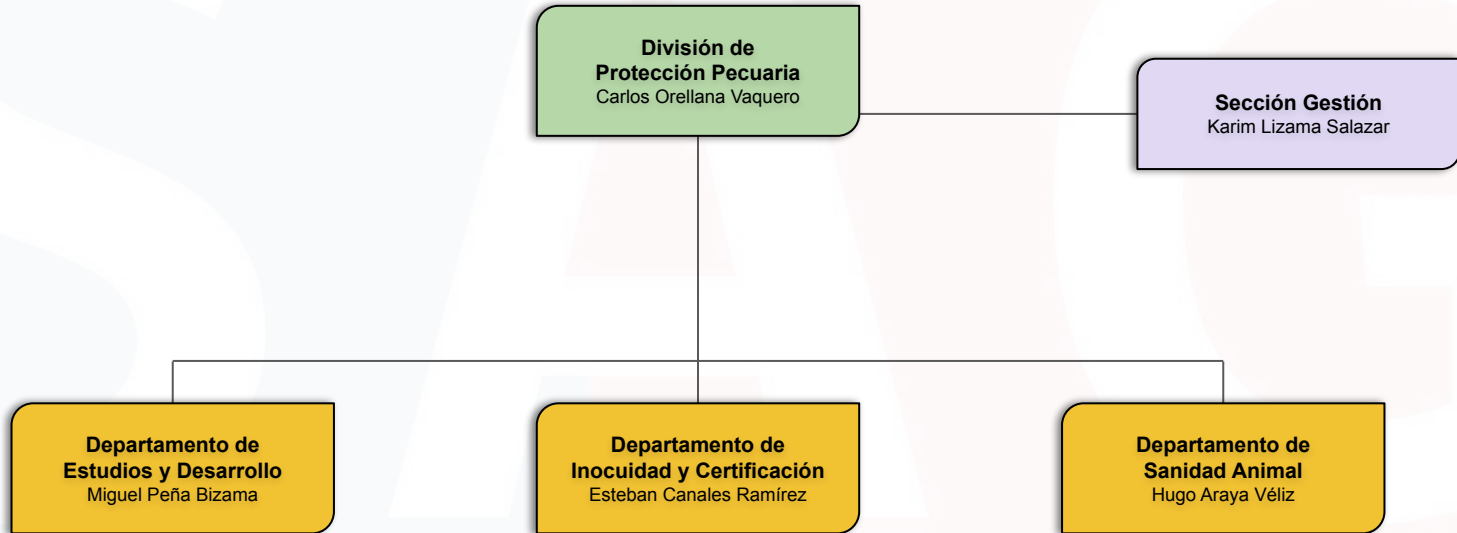 División de
Protección Pecuaria
Carlos Orellana Vaquero
Sección Gestión
Karim Lizama Salazar
Departamento de
Estudios y Desarrollo
Miguel Peña Bizama
Departamento de
Inocuidad y Certificación
Esteban Canales Ramírez
Departamento de
Sanidad Animal
Hugo Araya Véliz
SAG